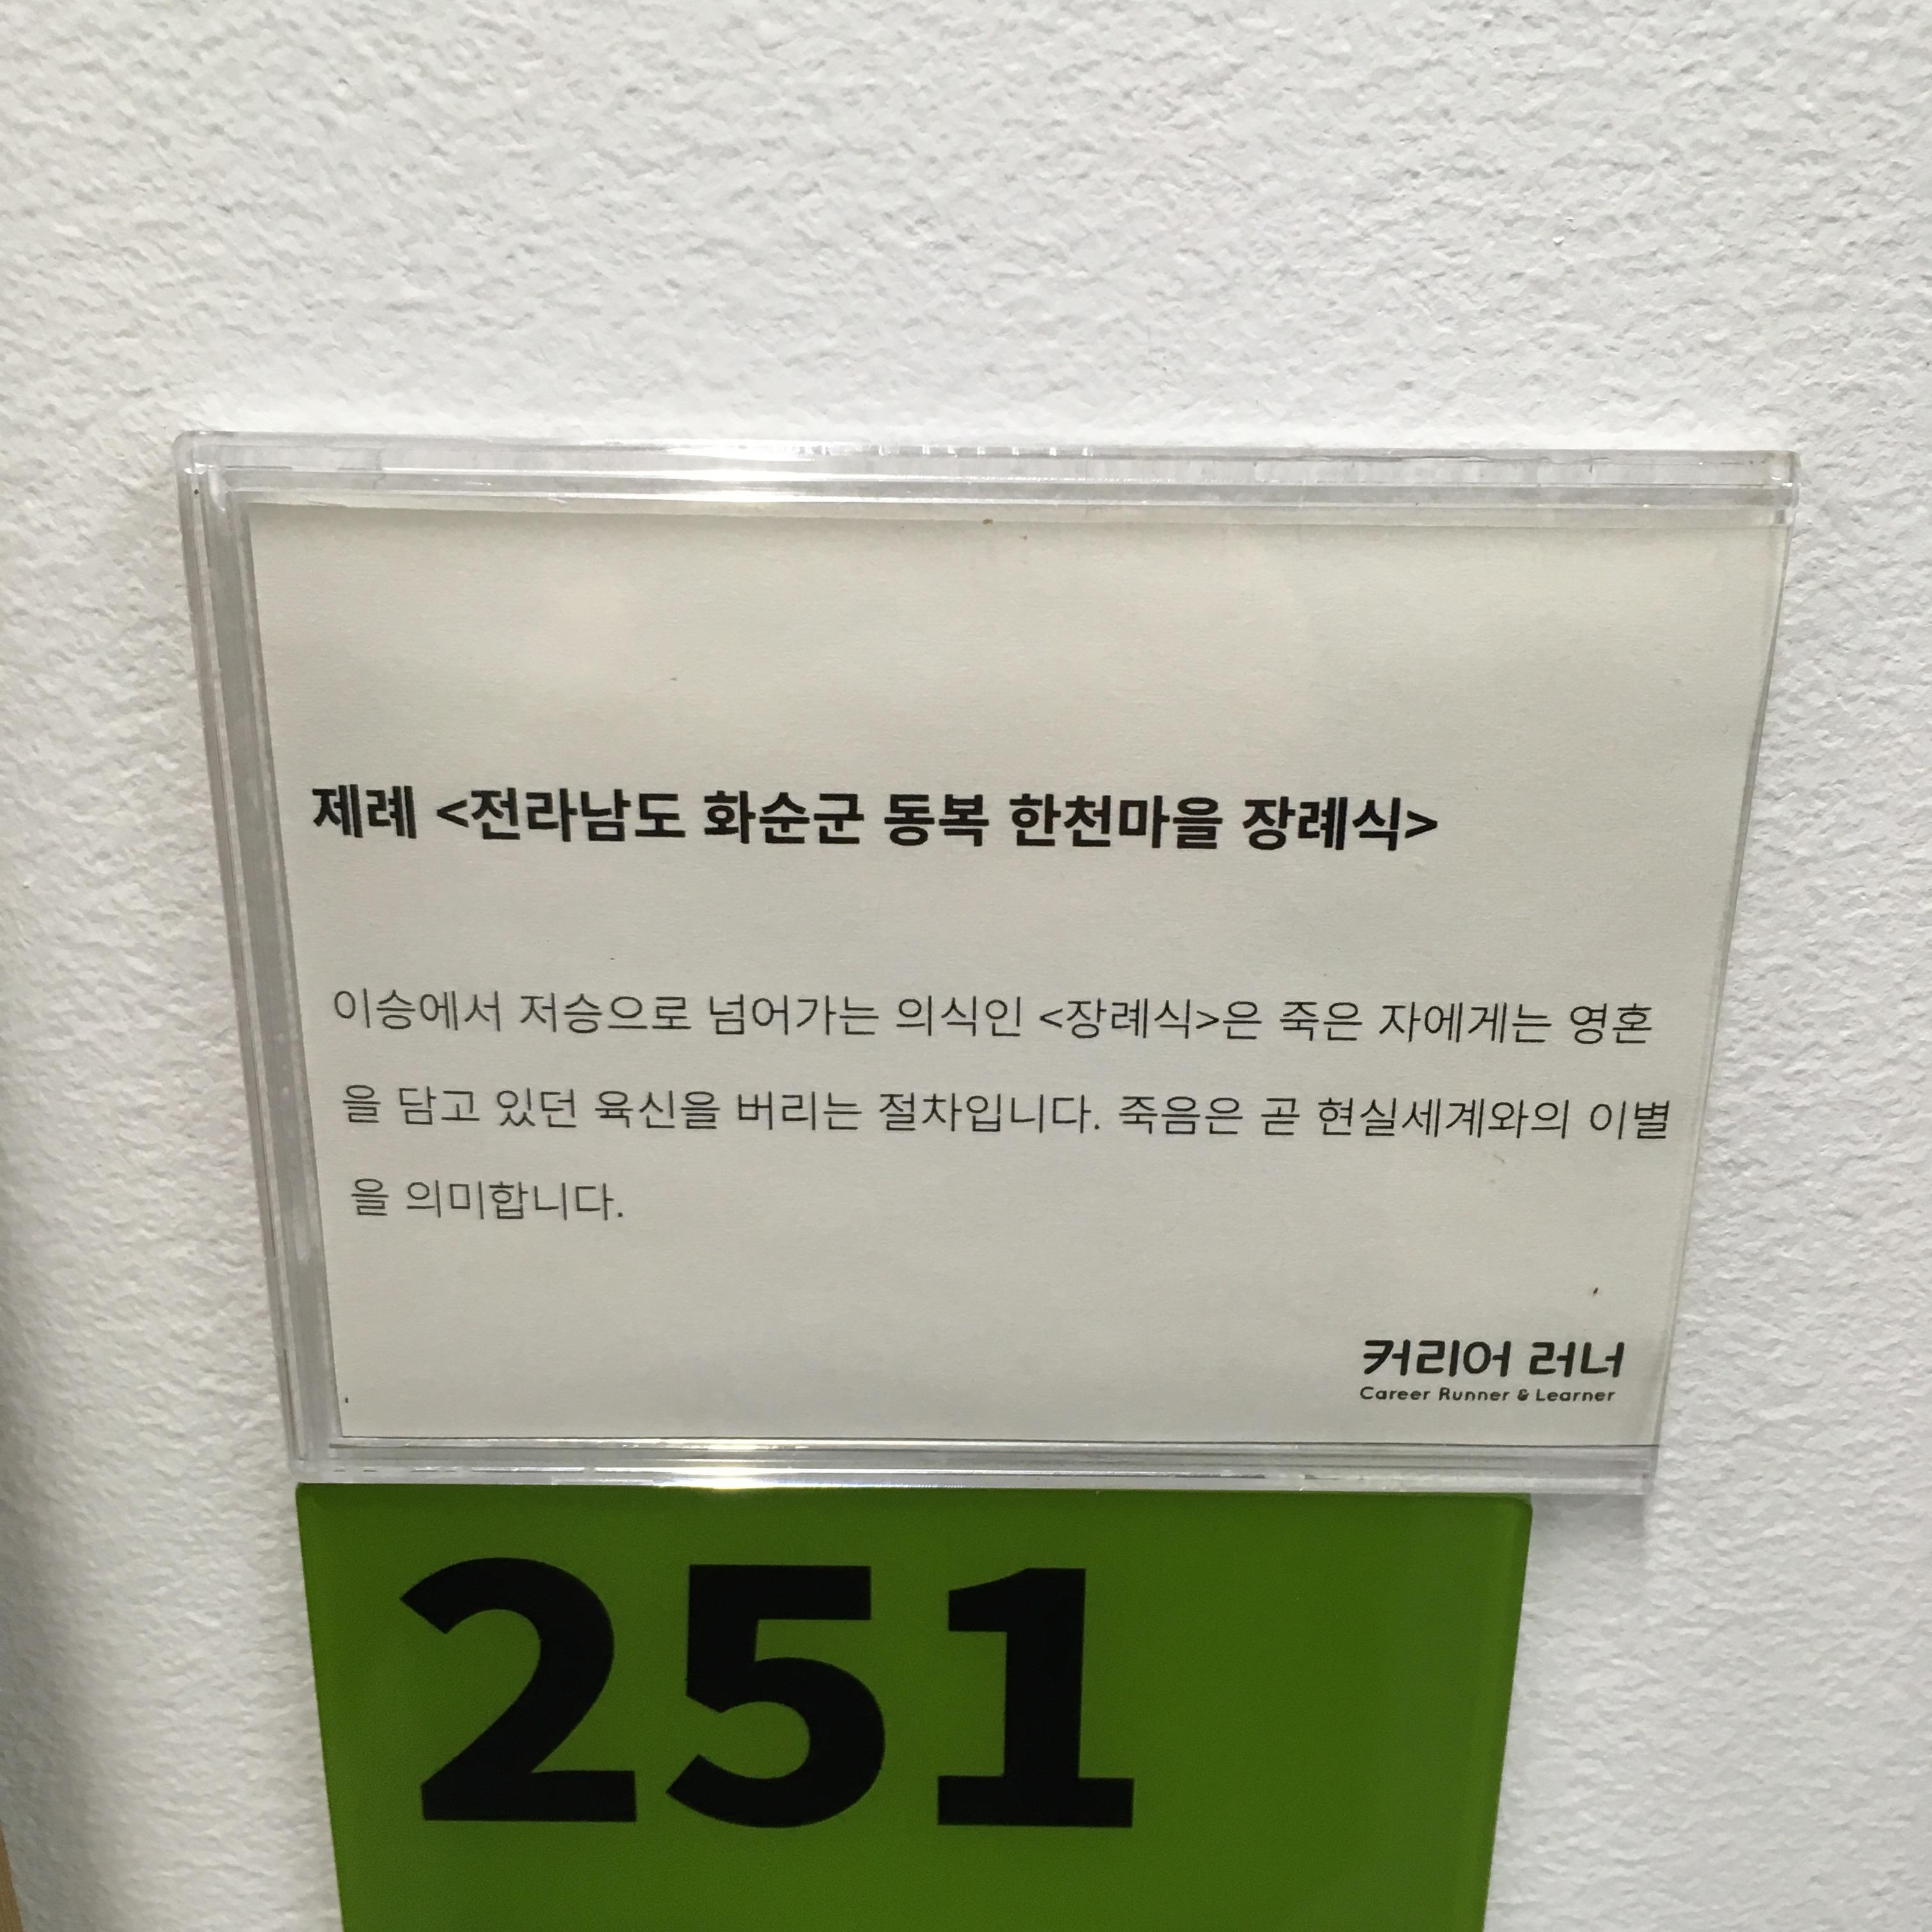 제례 <전라남도 화순군 동복 한천마을 장례식>
이승에서 저승으로 넘어가는 의식인 <장례식>은 죽은 자에게는 영혼
을 담고 있던 육신을 버리는 절차입니다. 죽음은 곧 현실세계와의 이별
을 의미합니다.
커리어 러너
Career Runner & Learner
251